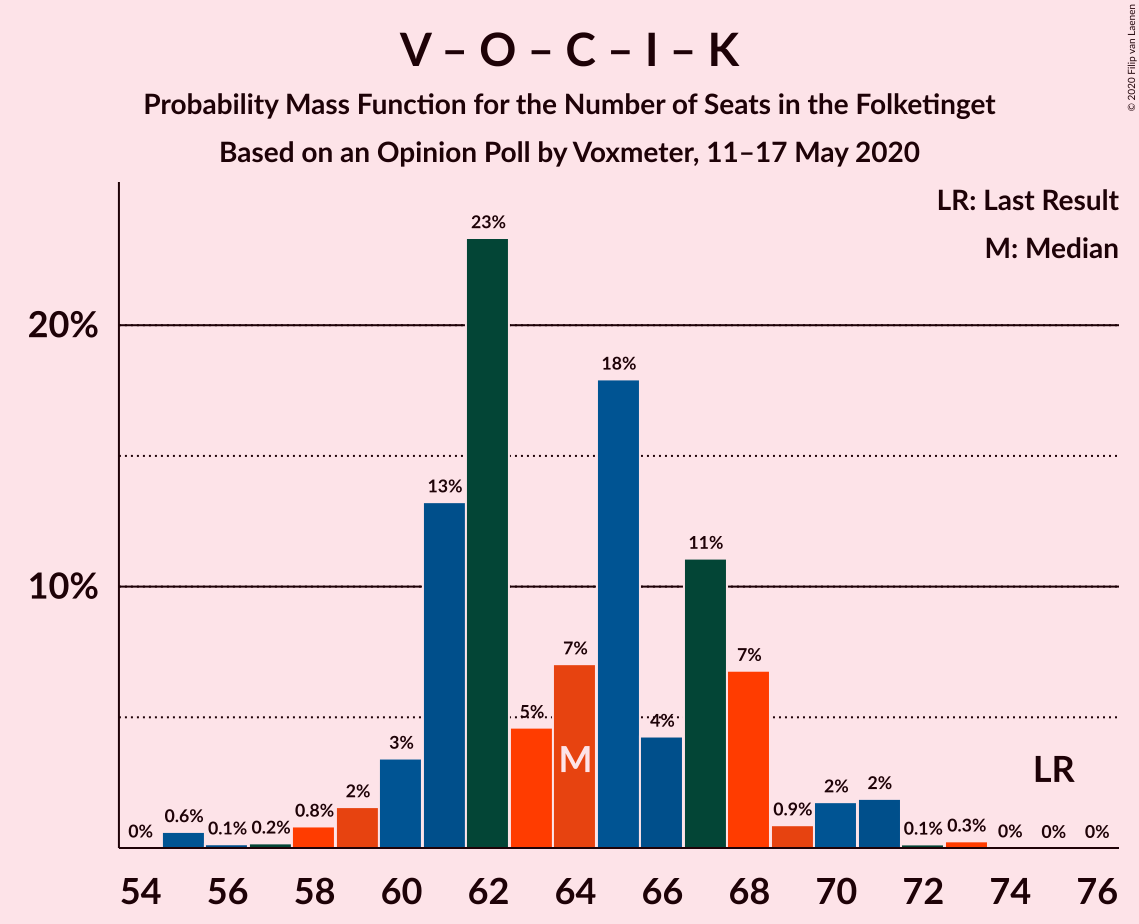 V – O – C – I – K
Probability Mass Function for the Number of Seats in the Folketinget
Based on an Opinion Poll by Voxmeter, 11–17 May 2020
© 2020 Filip van Laenen
LR: Last Result
M: Median
20%
10%
0%
0.6%
0.1%
0.2%
0.8%
2%
3%
13%
23%
5%
7%
18%
4%
11%
7%
0.9%
2%
2%
0.1%
0.3%
0%
0%
0%
M
LR
54 56 58 60 62 64 66 68 70 72 74 76